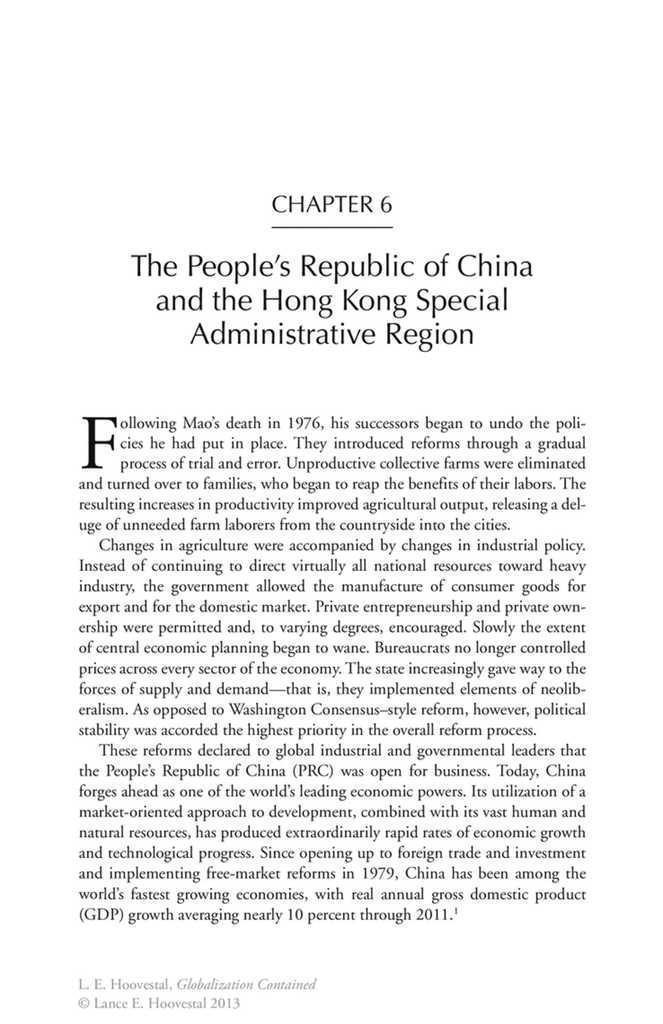 CHAPTER 6
The People’s Republic of China
and the Hong Kong Special
Administrative Region
Following Mao’s death in 1976, his successors began to undo the poli-
cies he had put in place. They introduced reforms through a gradual
process of trial and error. Unproductive collective farms were eliminated
and turned over to families, who began to reap the benefits of their labors. The
resulting increases in productivity improved agricultural output, releasing a del-
uge of unneeded farm laborers from the countryside into the cities.
Changes in agriculture were accompanied by changes in industrial policy.
Instead of continuing to direct virtually all national resources toward heavy
industry, the government allowed the manufacture of consumer goods for
export and for the domestic market. Private entrepreneurship and private own-
ership were permitted and, to varying degrees, encouraged. Slowly the extent
of central economic planning began to wane. Bureaucrats no longer controlled
prices across every sector of the economy. The state increasingly gave way to the
forces of supply and demand—that is, they implemented elements of neolib-
eralism. As opposed to Washington Consensus–style reform, however, political
stability was accorded the highest priority in the overall reform process.
These reforms declared to global industrial and governmental leaders that
the People’s Republic of China (PRC) was open for business. Today, China
forges ahead as one of the world’s leading economic powers. Its utilization of a
market-oriented approach to development, combined with its vast human and
natural resources, has produced extraordinarily rapid rates of economic growth
and technological progress. Since opening up to foreign trade and investment
and implementing free-market reforms in 1979, China has been among the
world’s fastest growing economies, with real annual gross domestic product
(GDP) growth averaging nearly 10 percent through 2011.¹
L. E. Hoovestal, Globalization Contained
© Lance E. Hoovestal 2013